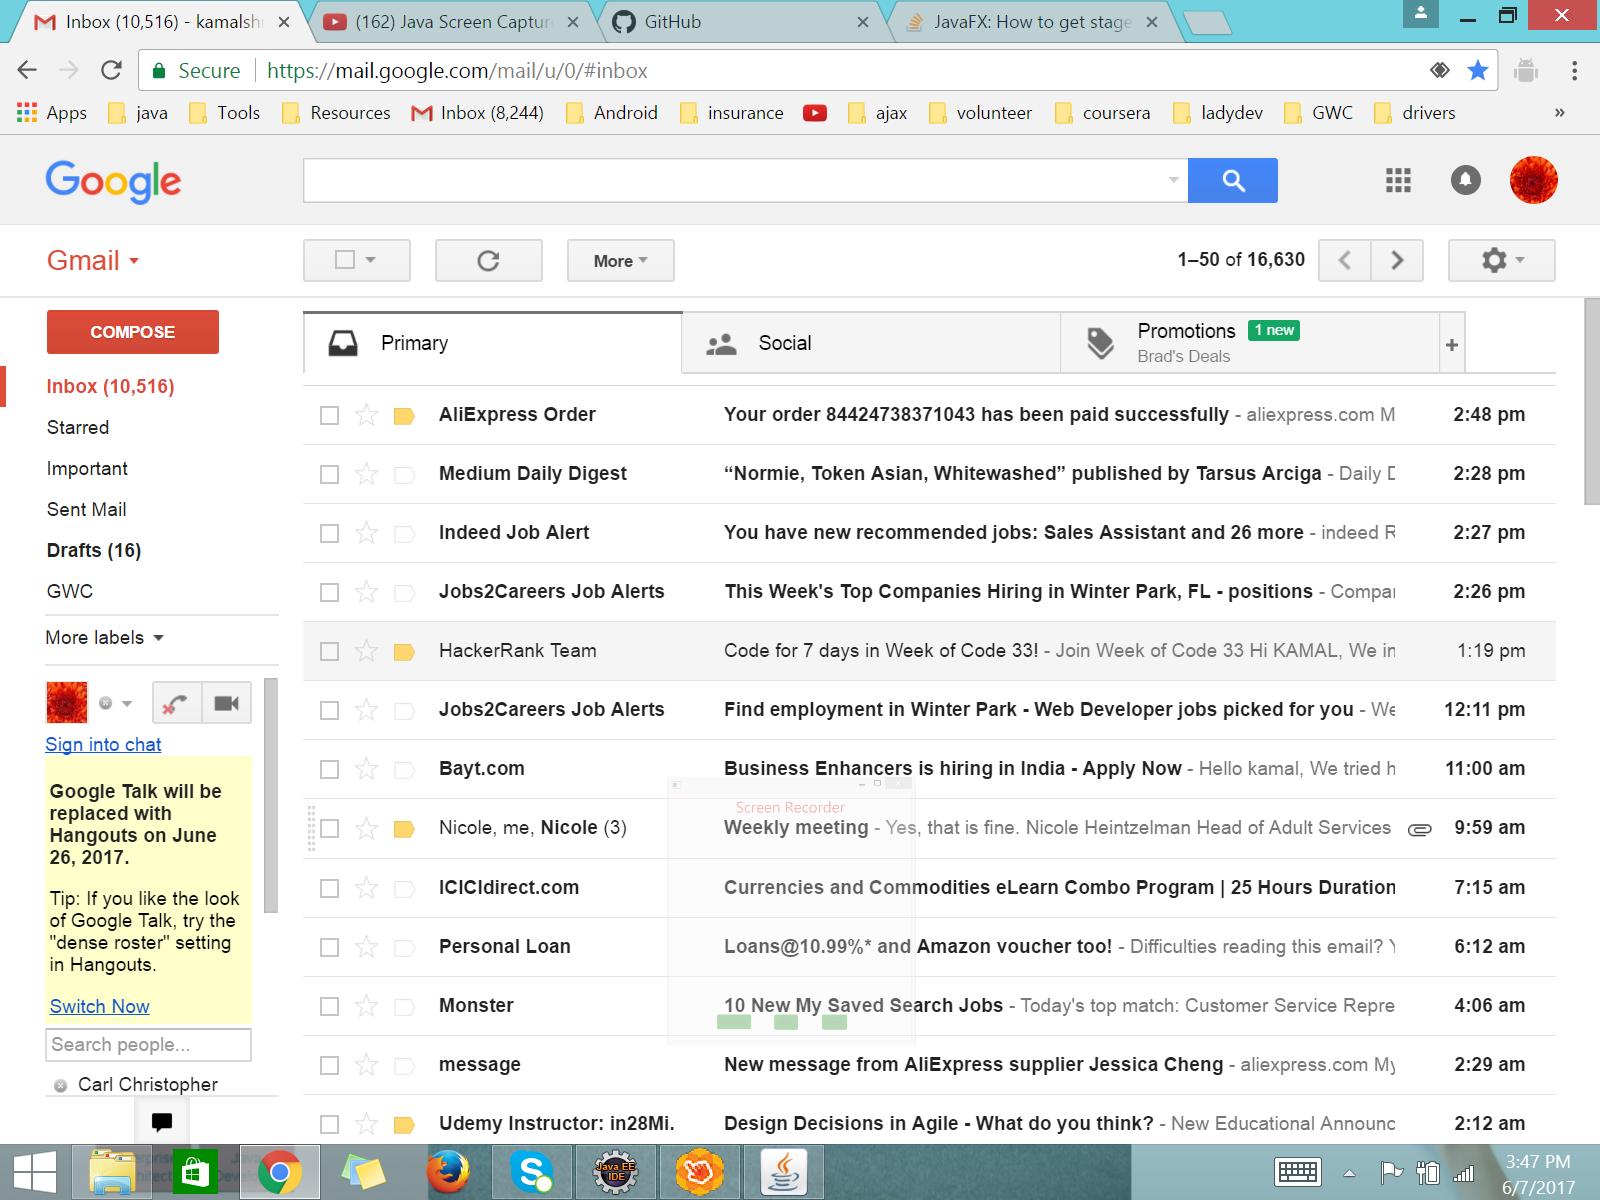 Inbox (10,516) - kamalshr
(162) Java Screen Capture
GitHub
JavaFX: How to get stage
Secure
https://mail.google.com/mail/u/0/#inbox
Apps
java
Tools
Resources
Inbox (8,244)
Android
insurance
ajax
volunteer
coursera
ladydev
GWC
drivers
»
Google
Gmail
More
1–50 of 16,630
COMPOSE
Inbox (10,516)
Starred
Important
Sent Mail
Drafts (16)
GWC
More labels
Sign into chat
Google Talk will be
replaced with
Hangouts on June
26, 2017.
Tip: If you like the look
of Google Talk, try the
"dense roster" setting
in Hangouts.
Switch Now
Search people...
Carl Christopher
Primary
Social
Promotions 1 new
Brad's Deals
+
AliExpress Order Your order 84424738371043 has been paid successfully - aliexpress.com M 2:48 pm
Medium Daily Digest “Normie, Token Asian, Whitewashed” published by Tarsus Arciga - Daily D 2:28 pm
Indeed Job Alert You have new recommended jobs: Sales Assistant and 26 more - indeed R 2:27 pm
Jobs2Careers Job Alerts This Week's Top Companies Hiring in Winter Park, FL - positions - Compar 2:26 pm
HackerRank Team Code for 7 days in Week of Code 33! - Join Week of Code 33 Hi KAMAL, We in 1:19 pm
Jobs2Careers Job Alerts Find employment in Winter Park - Web Developer jobs picked for you - We 12:11 pm
Bayt.com Business Enhancers is hiring in India - Apply Now - Hello kamal, We tried h 11:00 am
Screen Recorder
Nicole, me, Nicole (3) Weekly meeting - Yes, that is fine. Nicole Heintzelman Head of Adult Services 9:59 am
ICICIdirect.com Currencies and Commodities eLearn Combo Program | 25 Hours Duration 7:15 am
Personal Loan Loans@10.99%* and Amazon voucher too! - Difficulties reading this email? Y 6:12 am
Monster 10 New My Saved Search Jobs - Today's top match: Customer Service Repre 4:06 am
message New message from AliExpress supplier Jessica Cheng - aliexpress.com My 2:29 am
Udemy Instructor: in28Mi. Design Decisions in Agile - What do you think? - New Educational Announc 2:12 am
Java EE
IDE
3:47 PM
6/7/2017